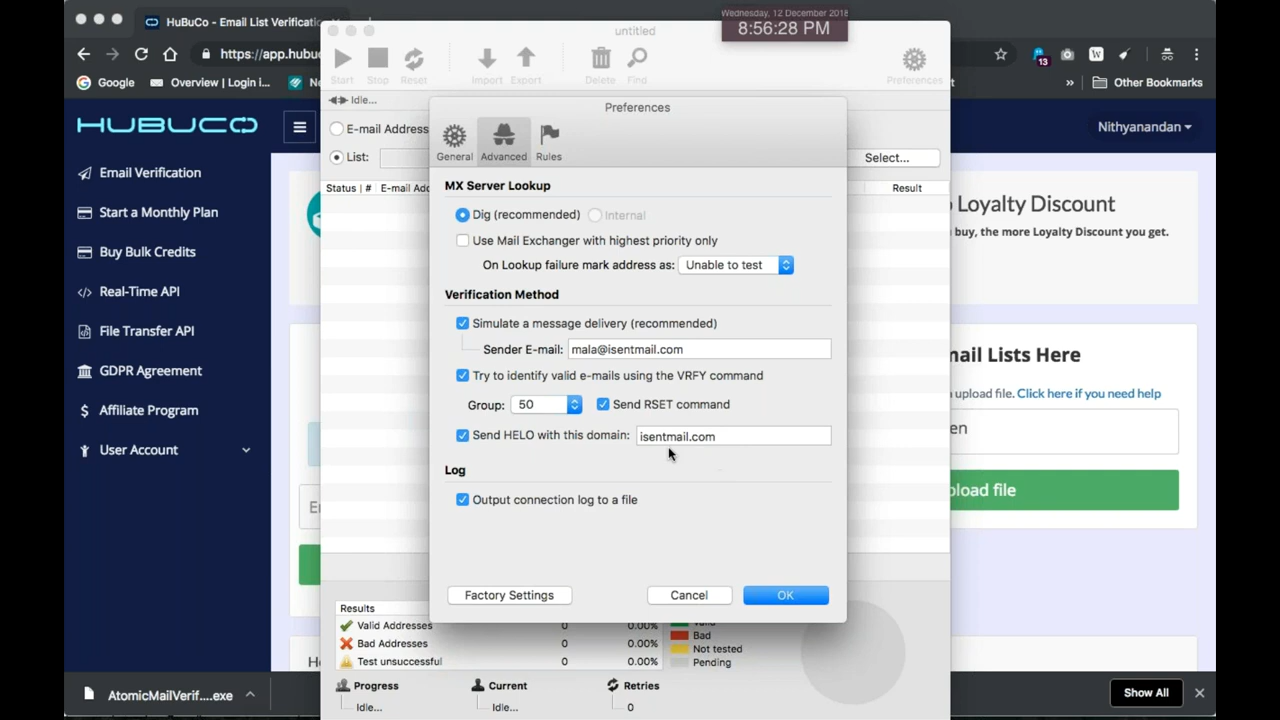 Wednesday, 12 December 2018
8:56:28 PM
HuBuCo - Email List Verificatio
untitled
https://app.hubu
13
W
Start
Stop
Reset
Import
Export
Delete
Find
Preferences
Google
Overview | Login i...
Ne
»
Other Bookmarks
Idle...
HUBUCO
Nithyanandan
E-mail Address
List:
Select...
Status | #
E-mail Add
Result
Preferences
General
Advanced
Rules
MX Server Lookup
Dig (recommended)
Internal
Use Mail Exchanger with highest priority only
On Lookup failure mark address as:
Unable to test
Verification Method
Simulate a message delivery (recommended)
Sender E-mail:
mala@isentmail.com
Try to identify valid e-mails using the VRFY command
Group:
50
Send RSET command
Send HELO with this domain:
isentmail.com
Log
Output connection log to a file
Factory Settings
Cancel
OK
Email Verification
Start a Monthly Plan
Buy Bulk Credits
Real-Time API
File Transfer API
GDPR Agreement
Affiliate Program
User Account
Loyalty Discount
buy, the more Loyalty Discount you get.
mail Lists Here
upload file. Click here if you need help
en
load file
Results
Valid Addresses 0 0.00%
Bad Addresses 0 0.00%
Test unsuccessful 0 0.00%
Valid
Bad
Not tested
Pending
Progress
Idle...
Current
Idle...
Retries
0
AtomicMailVerif....exe
Show All